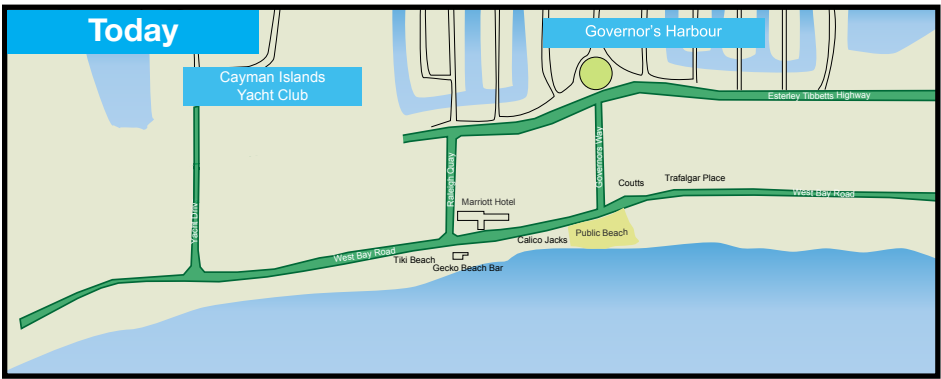 Today
Governor's Harbour
Cayman Islands
Yacht Club
Esterley Tibbetts Highway
Governors Way
Raleigh Quay
Coutts
Trafalgar Place
West Bay Road
Marriott Hotel
Yacht Driv
Public Beach
Calico Jacks
West Bay Road
Tiki Beach
Gecko Beach Bar